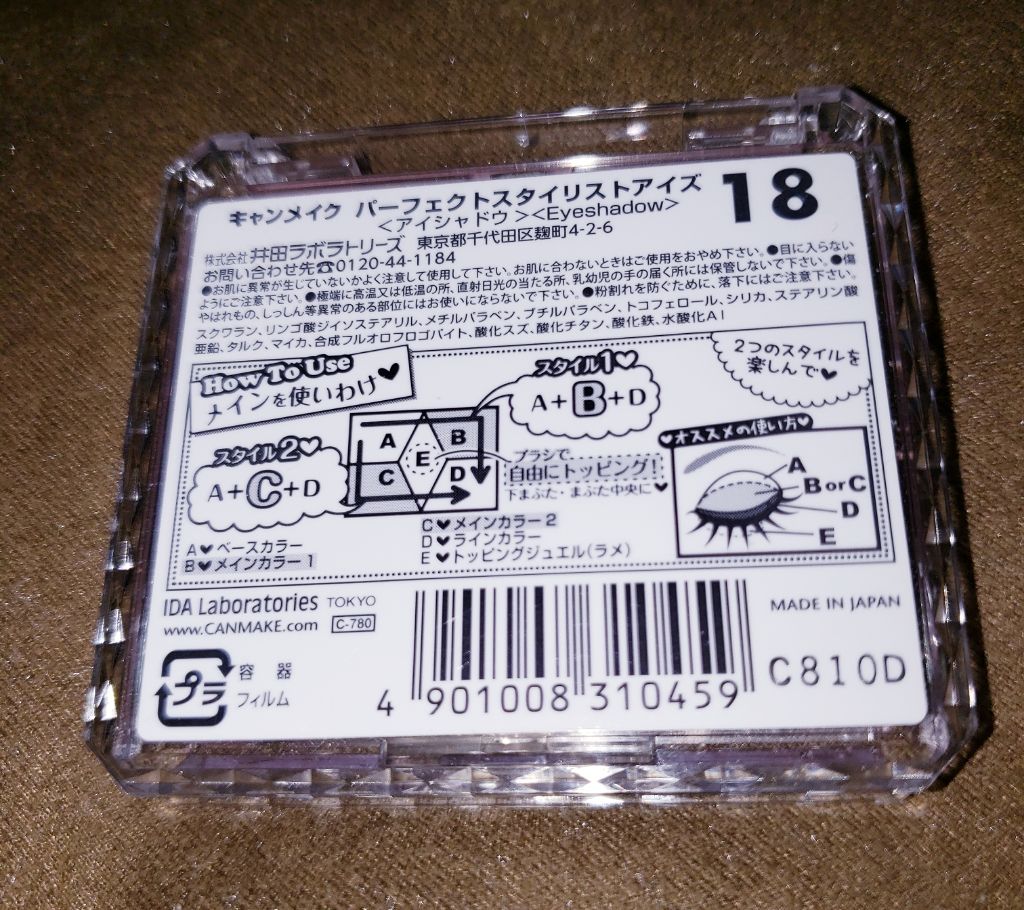 キャンメイク パーフェクトスタイリストアイズ
18
＜アイシャドウ＞＜Eyeshadow＞
株式会社 井田ラボラトリーズ 東京都千代田区麹町4-2-6
お問い合わせ先☎0120-44-1184
●お肌に異常が生じていないかよく注意して使用して下さい。お肌に合わないときはご使用をおやめ下さい。●目に入らない
ようにご注意下さい。●極端に高温又は低温の所、直射日光の当たる所、乳幼児の手の届く所には保管しないで下さい。●傷
やはれもの、しっしん等異常のある部位にはお使いにならないで下さい。●粉割れを防ぐために、落下にはご注意下さい。
スクワラン、リンゴ酸ジイソステアリル、メチルパラベン、ブチルパラベン、トコフェロール、シリカ、ステアリン酸
亜鉛、タルク、マイカ、合成フルオロフロゴパイト、酸化スズ、酸化チタン、酸化鉄、水酸化Al
How To Use
メインを使いわけ♥
スタイル1♥
A+B+D
2つのスタイルを
楽しんで♥
スタイル2♥
A+C+D
A B
E
C D
ブラシで
自由にトッピング!
下まぶた・まぶた中央に♥
♥オススメの使い方♥
A
B or C
D
E
A♥ベースカラー
B♥メインカラー1
C♥メインカラー2
D♥ラインカラー
E♥トッピングジュエル(ラメ)
IDA Laboratories TOKYO
www.CANMAKE.com C-780
MADE IN JAPAN
プラ
容器
フィルム
4 901008 310459
C810D